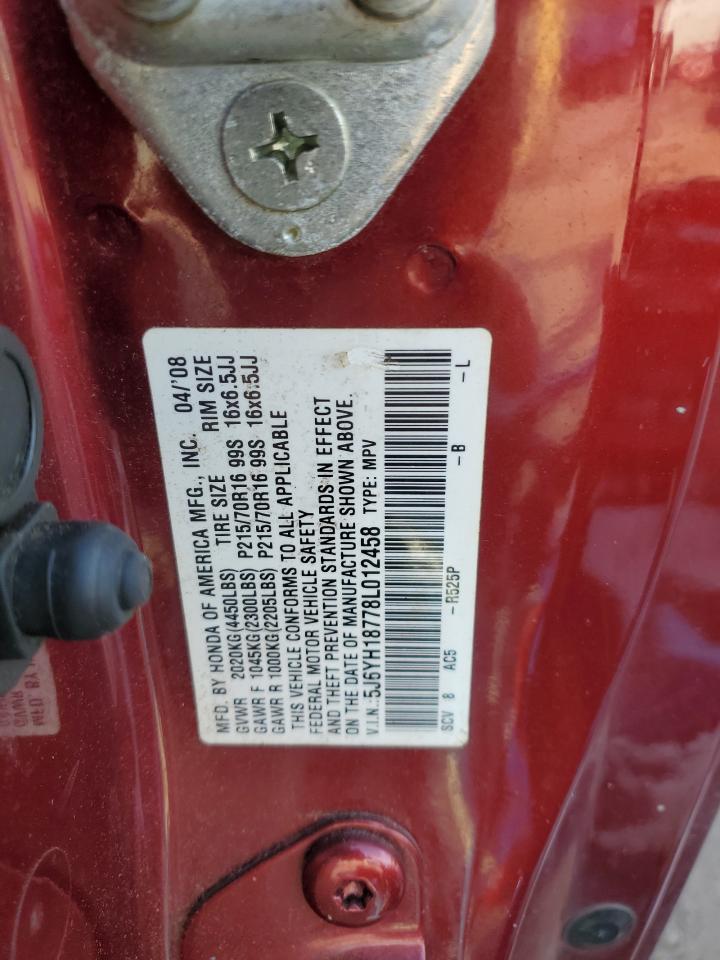 MFD. BY HONDA OF AMERICA MFG., INC. 04/'08
TIRE SIZE RIM SIZE
GVWR 2020KG(4450LBS)
GAWR F 1045KG(2300LBS) P215/70R16 99S 16x6.5JJ
GAWR R 1000KG(2205LBS) P215/70R16 99S 16x6.5JJ
THIS VEHICLE CONFORMS TO ALL APPLICABLE
FEDERAL MOTOR VEHICLE SAFETY
AND THEFT PREVENTION STANDARDS IN EFFECT
ON THE DATE OF MANUFACTURE SHOWN ABOVE.
V.I.N.: 5J6YH18778L012458 TYPE: MPV
SCV 8 AC5 -R525P -B -L